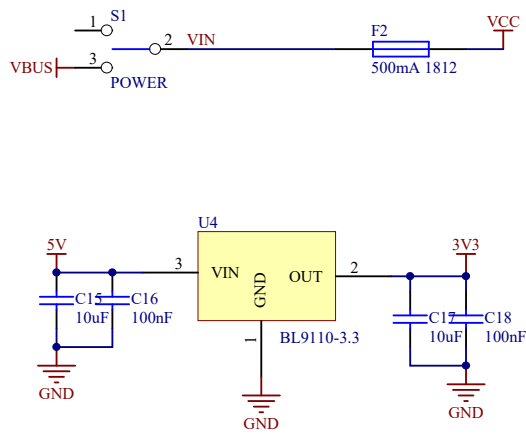 S1
1
2
VIN
F2
VCC
VBUS
3
POWER
500mA 1812
U4
5V
3
VIN
GND
OUT
2
3V3
C15
10uF
C16
100nF
1
BL9110-3.3
C17
10uF
C18
100nF
GND
GND
GND